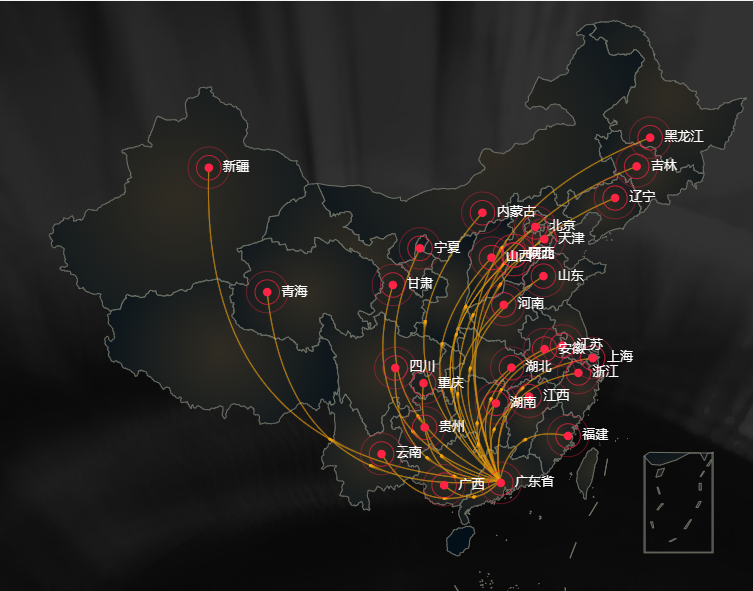 黑龙江
新疆
吉林
辽宁
内蒙古
北京
天津
宁夏
山西
山东
甘肃
青海
河南
江苏
安徽
上海
四川
湖北
浙江
重庆
江西
湖南
贵州
福建
云南
广西
广东省